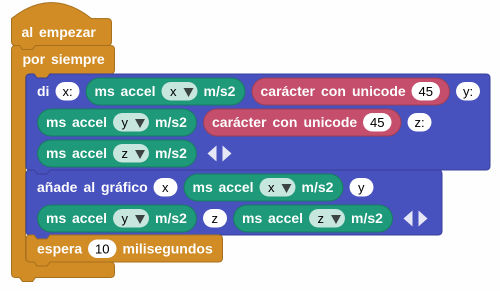 al empezar
por siempre
di x: ms accel x m/s2 carácter con unicode 45 y:
ms accel y m/s2 carácter con unicode 45 z:
ms accel z m/s2
añade al gráfico x ms accel x m/s2 y
ms accel y m/s2 z ms accel z m/s2
espera 10 milisegundos